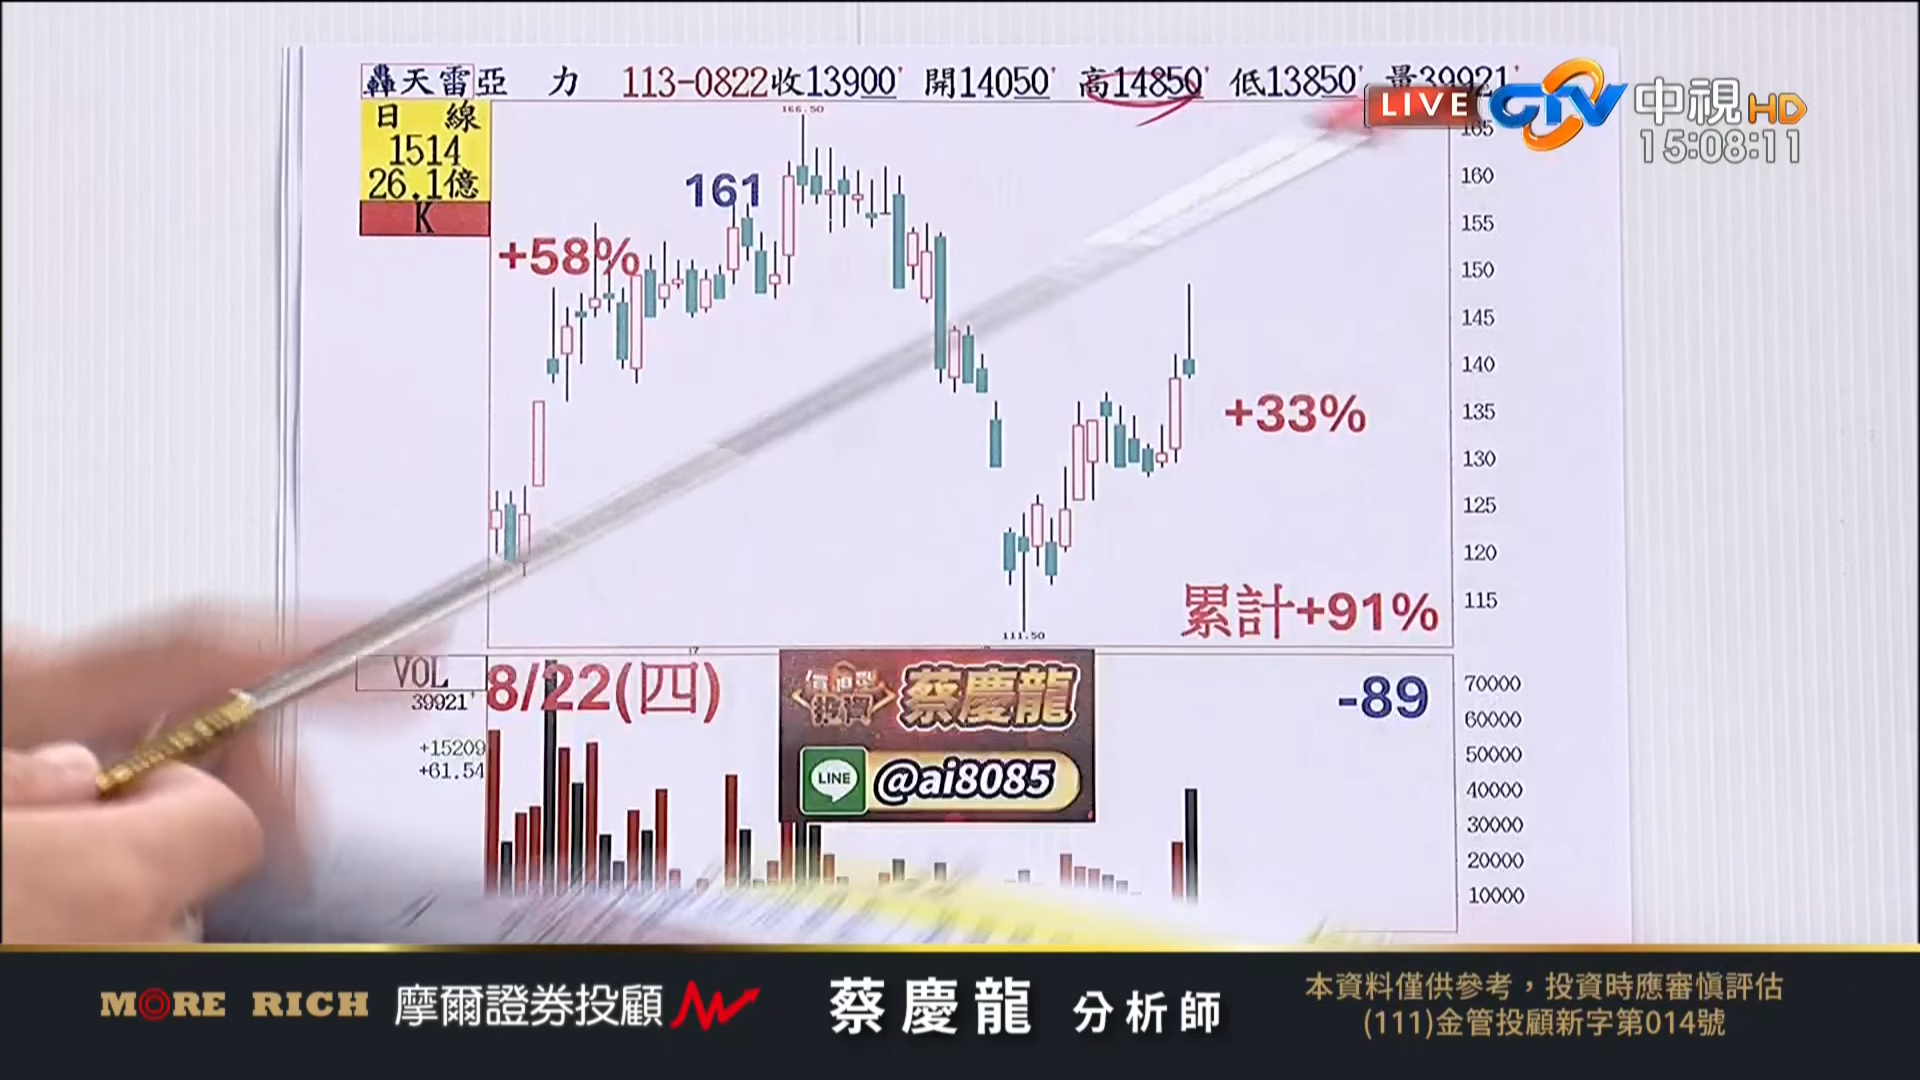 轟天雷亞 力 113-0822收13900' 開14050' 高14850' 低13850' 量39921'
LIVE CTV 中視HD
15:08:11
日 線
1514
26.1億
K
166.50
161
+58%
165
160
155
150
145
140
135
130
125
120
115
+33%
累計+91%
111.50
VOL
39921'
+15209
+61.54
8/22(四)
-89
蔡慶龍
LINE @ai8085
70000
60000
50000
40000
30000
20000
10000
MORE RICH 摩爾證券投顧 蔡慶龍 分析師
本資料僅供參考，投資時應審慎評估
(111)金管投顧新字第014號